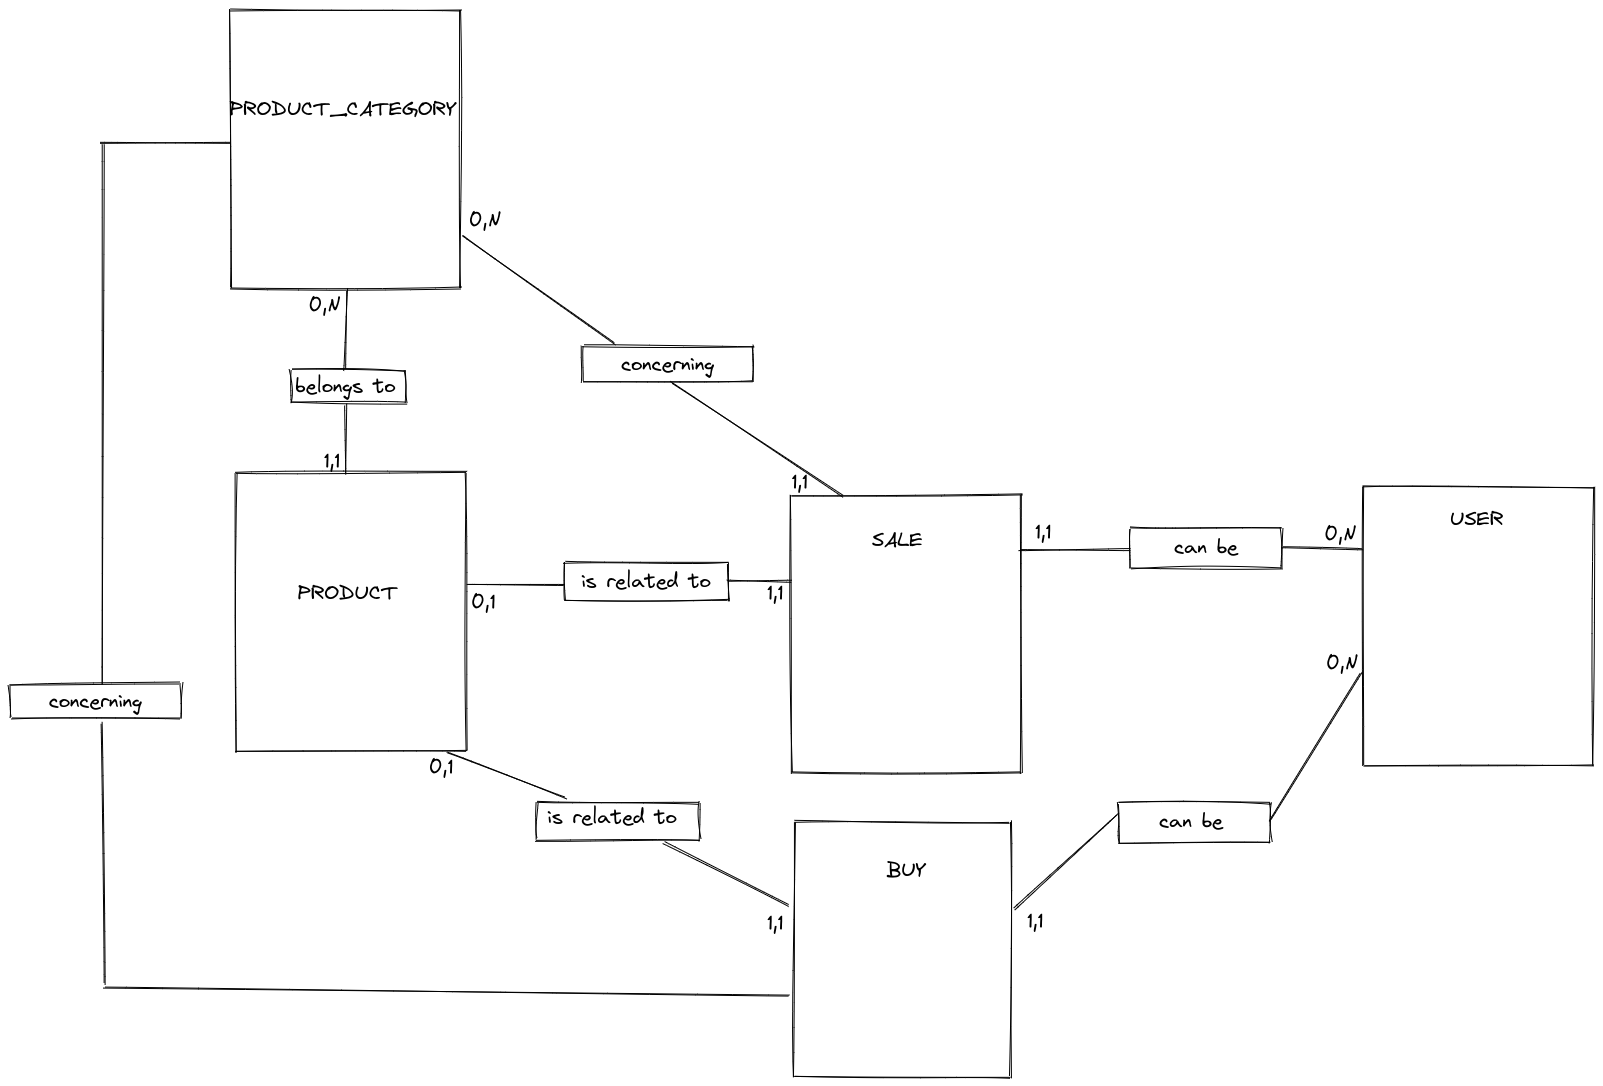 PRODUCT_CATEGORY
0,N
0,N
concerning
belongs to
1,1
1,1
SALE
USER
1,1
can be
0,N
PRODUCT
0,1
is related to
1,1
0,N
concerning
0,1
is related to
can be
BUY
1,1
1,1